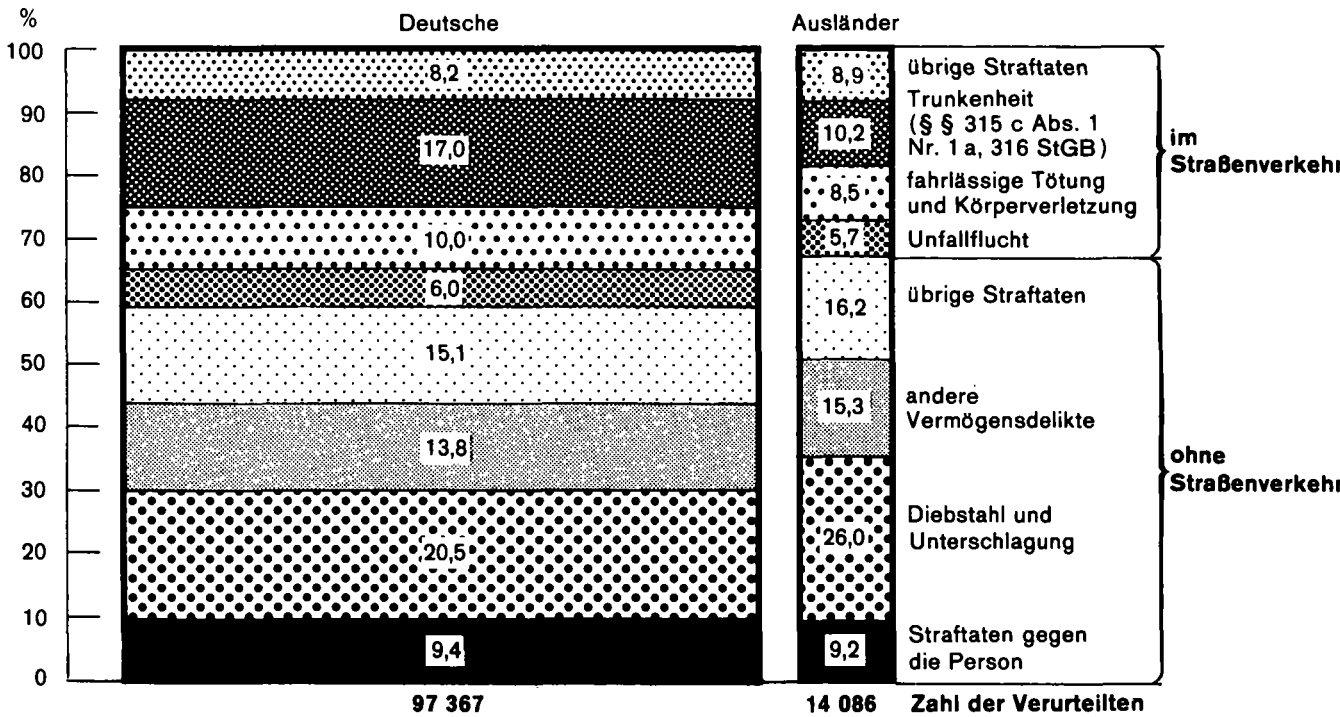 %
Deutsche
Ausländer
100
90
80
70
60
50
40
30
20
10
0
8,2
17,0
10,0
6,0
15,1
13,8
20,5
9,4
8,9
10,2
8,5
5,7
16,2
15,3
26,0
9,2
übrige Straftaten
Trunkenheit
(§ § 315 c Abs. 1
Nr. 1 a, 316 StGB)
fahrlässige Tötung
und Körperverletzung
Unfallflucht
im
Straßenverkehr
übrige Straftaten
andere
Vermögensdelikte
Diebstahl und
Unterschlagung
Straftaten gegen
die Person
ohne
Straßenverkehr
97 367
14 086
Zahl der Verurteilten